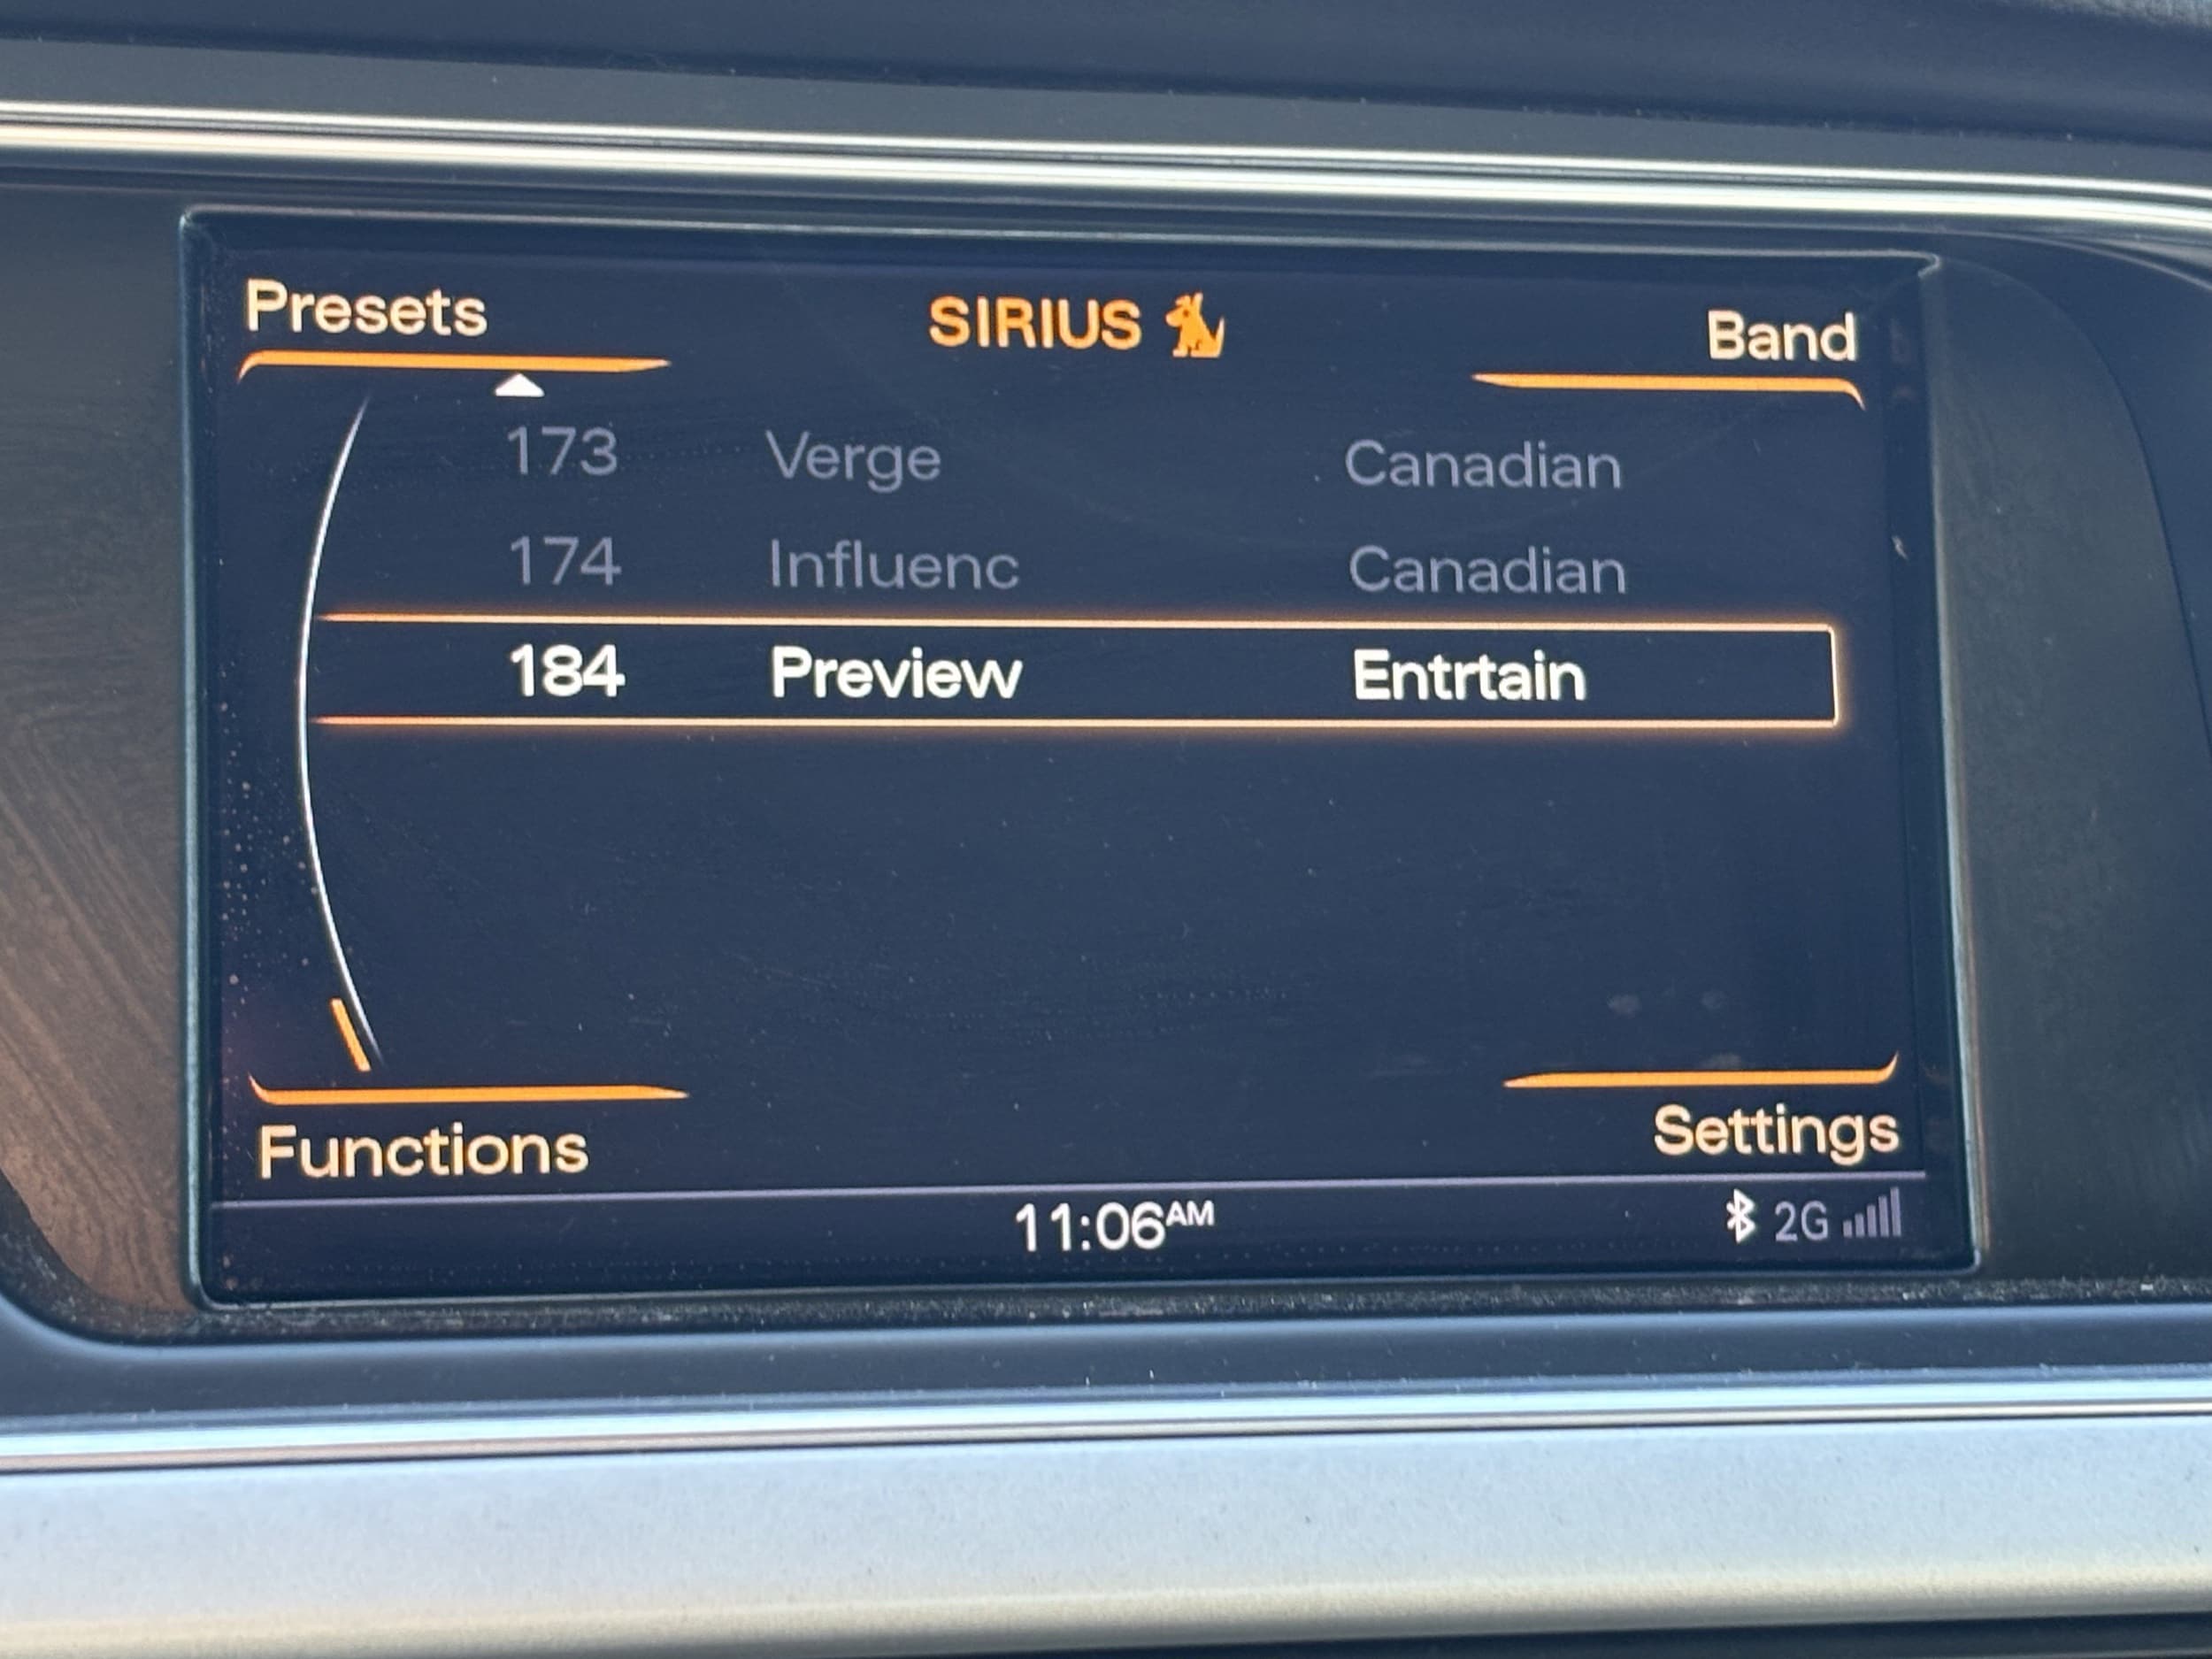 Presets SIRIUS Band
173 Verge Canadian
174 Influenc Canadian
184 Preview Entrtain
Functions Settings
11:06AM 2G